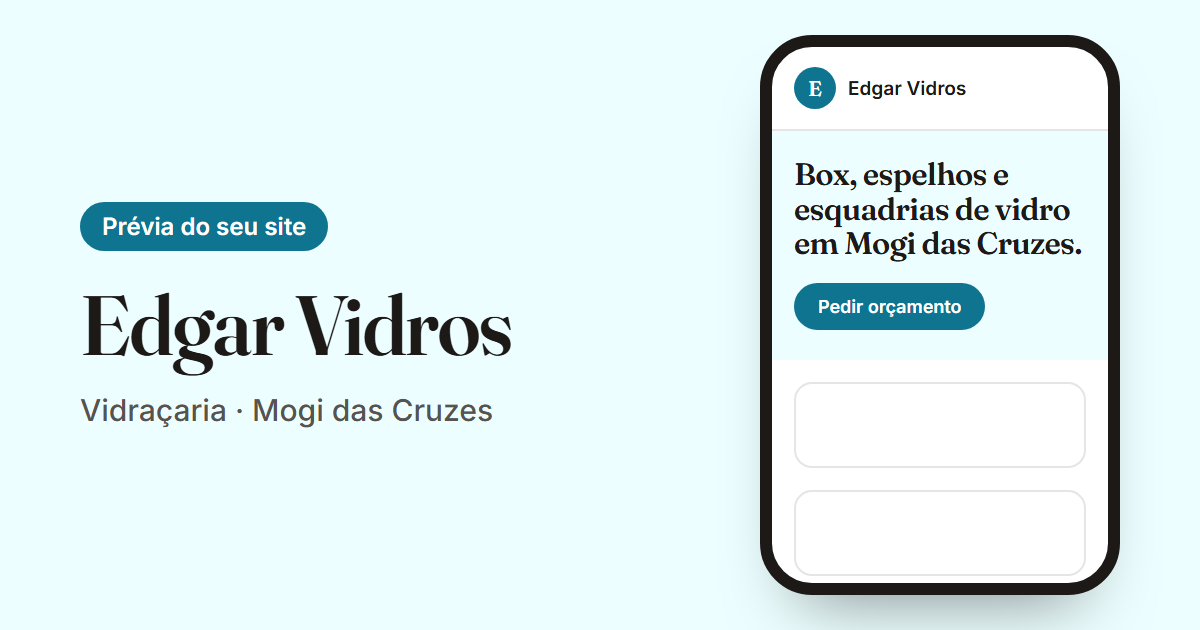 Prévia do seu site
Edgar Vidros
Vidraçaria · Mogi das Cruzes
E
Edgar Vidros
Box, espelhos e
esquadrias de vidro
em Mogi das Cruzes.
Pedir orçamento